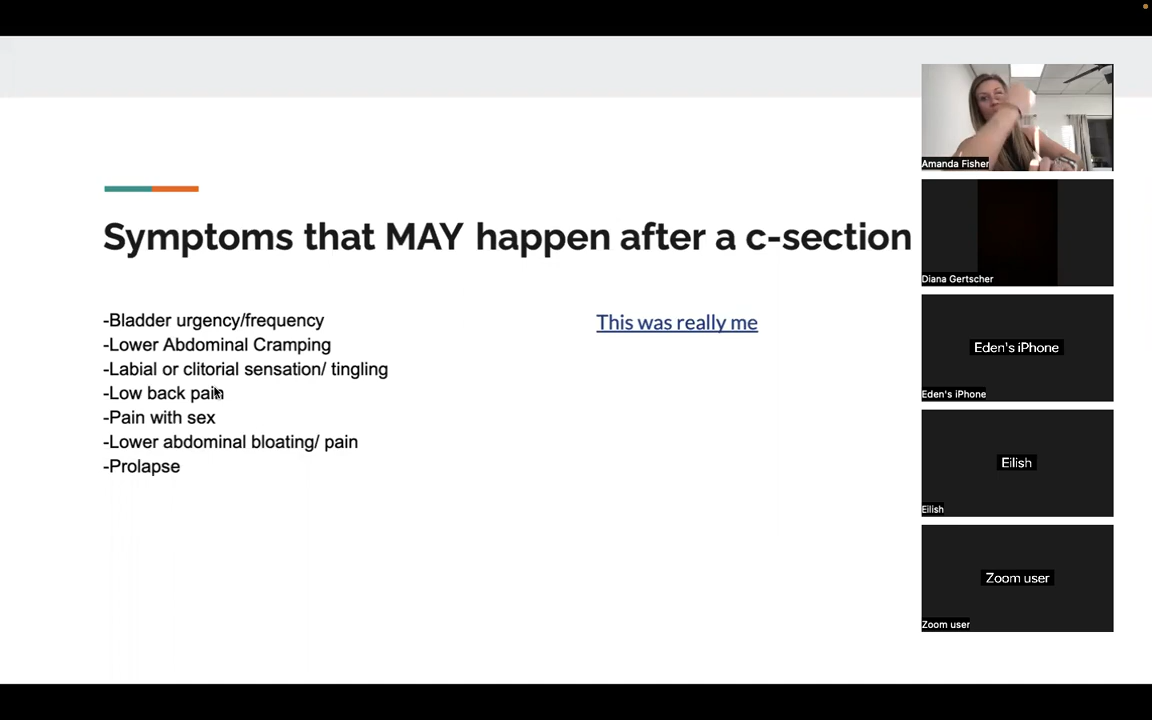 Symptoms that MAY happen after a c-section
-Bladder urgency/frequency
-Lower Abdominal Cramping
-Labial or clitorial sensation/ tingling
-Low back pain
-Pain with sex
-Lower abdominal bloating/ pain
-Prolapse
This was really me
Amanda Fisher
Diana Gertscher
Eden's iPhone
Eden's iPhone
Eilish
Eilish
Zoom user
Zoom user